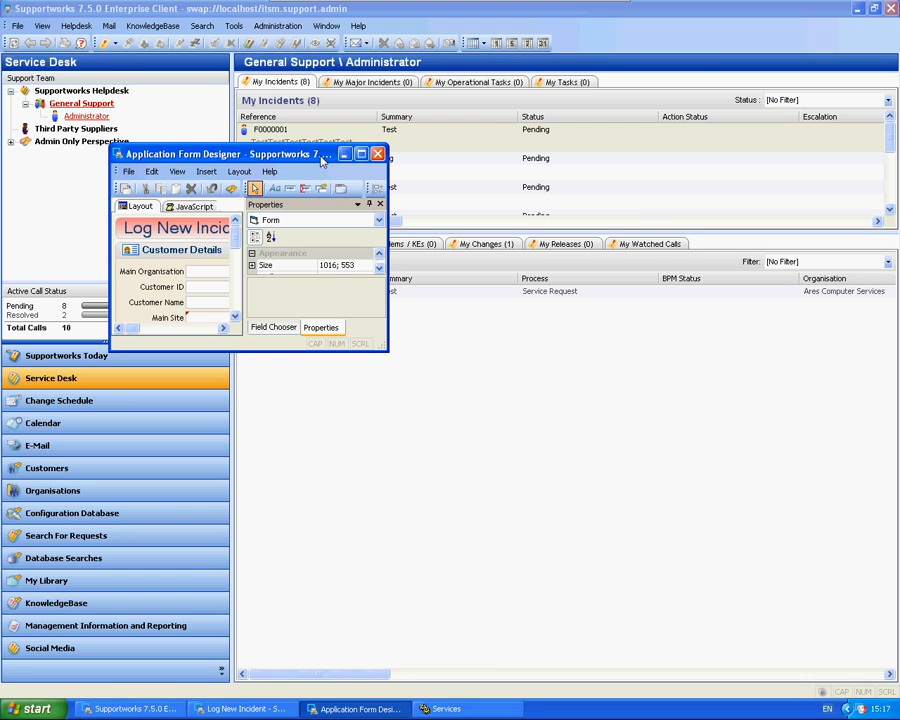 Supportworks 7.5.0 Enterprise Client - swap://localhost/itsm.support.admin
File View Helpdesk Mail KnowledgeBase Search Tools Administration Window Help
Service Desk
General Support \ Administrator
Support Team
Supportworks Helpdesk
General Support
Administrator
Third Party Suppliers
Admin Only Perspective
My Incidents (8) My Major Incidents (0) My Operational Tasks (0) My Tasks (0)
My Incidents (8)
Status : [No Filter]
Reference Summary Status Action Status Escalation
F0000001 Test Pending
Pending
Pending
Application Form Designer - Supportworks 7....
File Edit View Insert Layout Help
Layout JavaScript
Log New Incid
Customer Details
Main Organisation
Customer ID
Customer Name
Main Site
Properties
Form
Appearance
Size 1016; 553
Field Chooser Properties
CAP NUM SCRL
/ KEs (0) My Changes (1) My Releases (0) My Watched Calls
Filter: [No Filter]
Process BPM Status Organisation
Service Request Ares Computer Services
Active Call Status
Pending 8
Resolved 2
Total Calls 10
Supportworks Today
Service Desk
Change Schedule
Calendar
E-Mail
Customers
Organisations
Configuration Database
Search For Requests
Database Searches
My Library
KnowledgeBase
Management Information and Reporting
Social Media
CAP NUM SCRL
start Supportworks 7.5.0 E... Log New Incident - S... Application Form Desi... Services EN 15:17